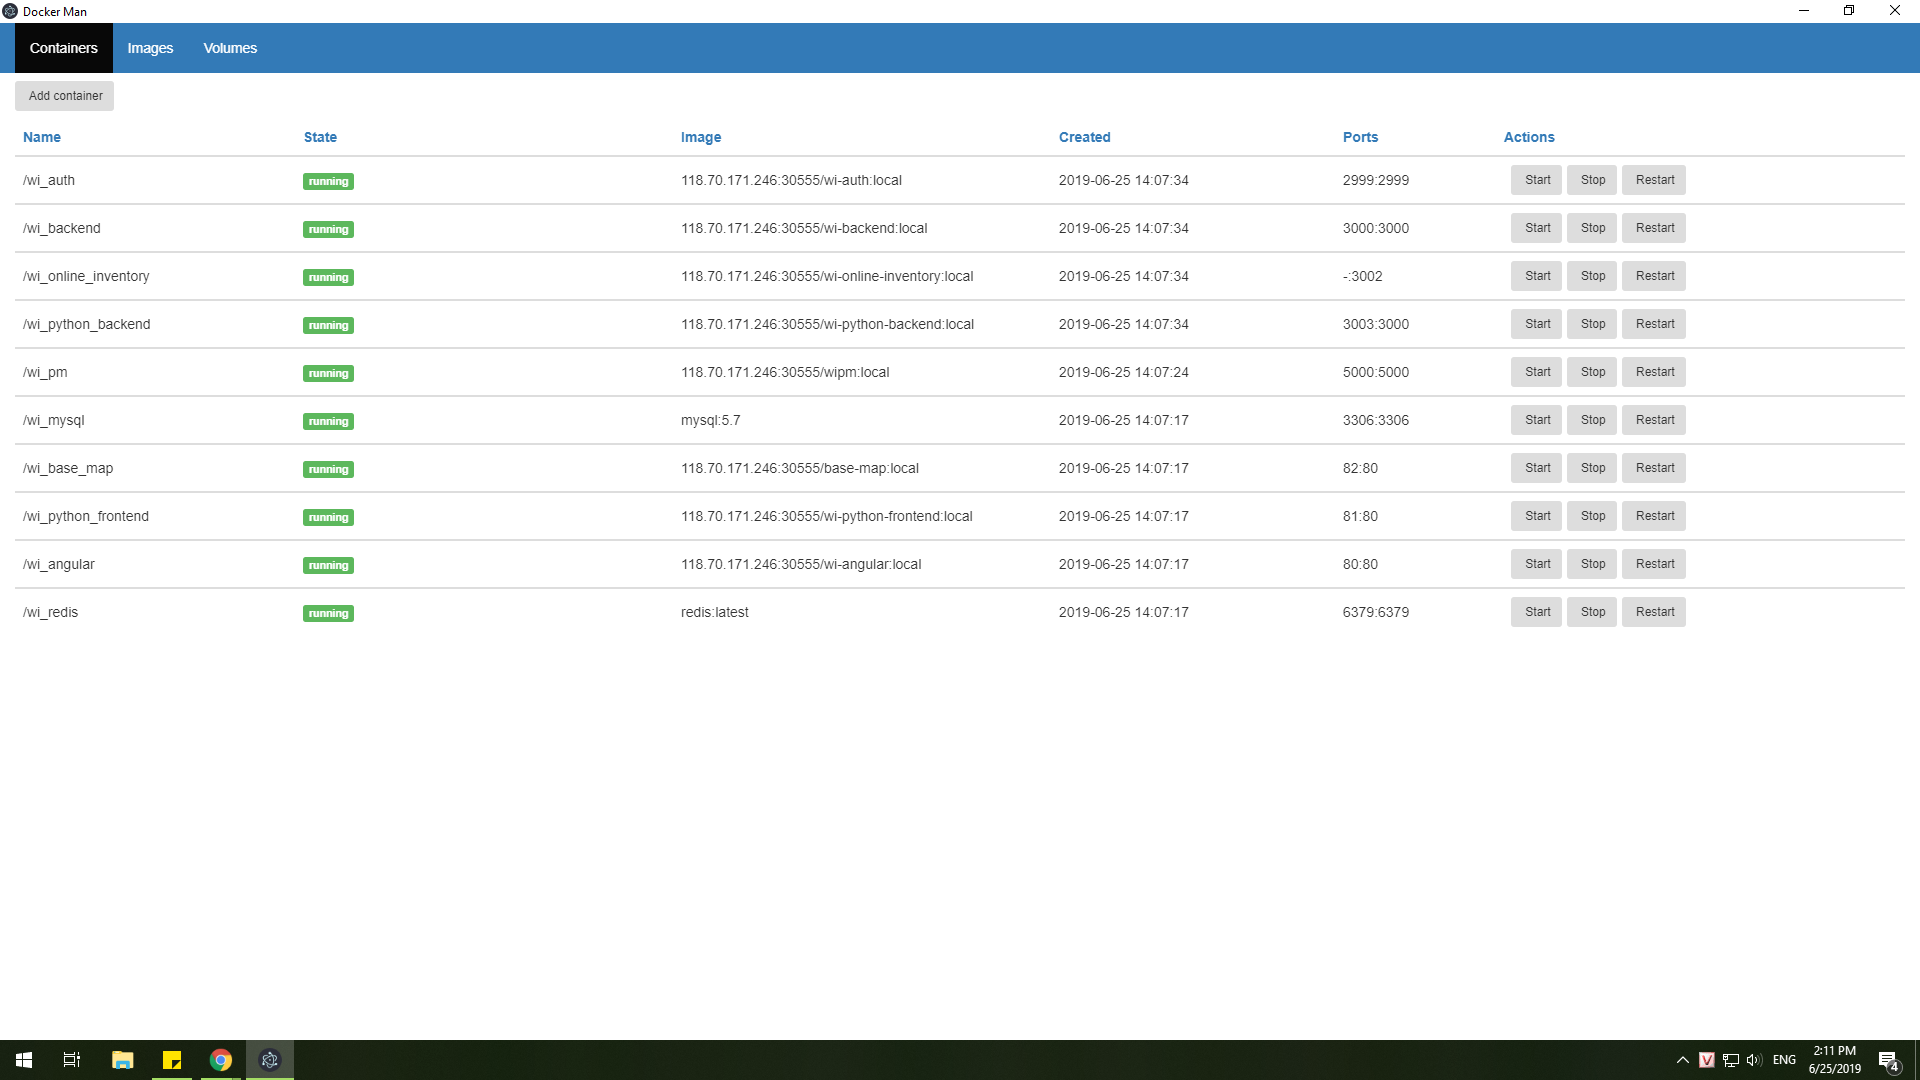 Docker Man
Containers Images Volumes
Add container
Name State Image Created Ports Actions
/wi_auth running 118.70.171.246:30555/wi-auth:local 2019-06-25 14:07:34 2999:2999 Start Stop Restart
/wi_backend running 118.70.171.246:30555/wi-backend:local 2019-06-25 14:07:34 3000:3000 Start Stop Restart
/wi_online_inventory running 118.70.171.246:30555/wi-online-inventory:local 2019-06-25 14:07:34 -:3002 Start Stop Restart
/wi_python_backend running 118.70.171.246:30555/wi-python-backend:local 2019-06-25 14:07:34 3003:3000 Start Stop Restart
/wi_pm running 118.70.171.246:30555/wipm:local 2019-06-25 14:07:24 5000:5000 Start Stop Restart
/wi_mysql running mysql:5.7 2019-06-25 14:07:17 3306:3306 Start Stop Restart
/wi_base_map running 118.70.171.246:30555/base-map:local 2019-06-25 14:07:17 82:80 Start Stop Restart
/wi_python_frontend running 118.70.171.246:30555/wi-python-frontend:local 2019-06-25 14:07:17 81:80 Start Stop Restart
/wi_angular running 118.70.171.246:30555/wi-angular:local 2019-06-25 14:07:17 80:80 Start Stop Restart
/wi_redis running redis:latest 2019-06-25 14:07:17 6379:6379 Start Stop Restart
V ENG 2:11 PM
6/25/2019 4